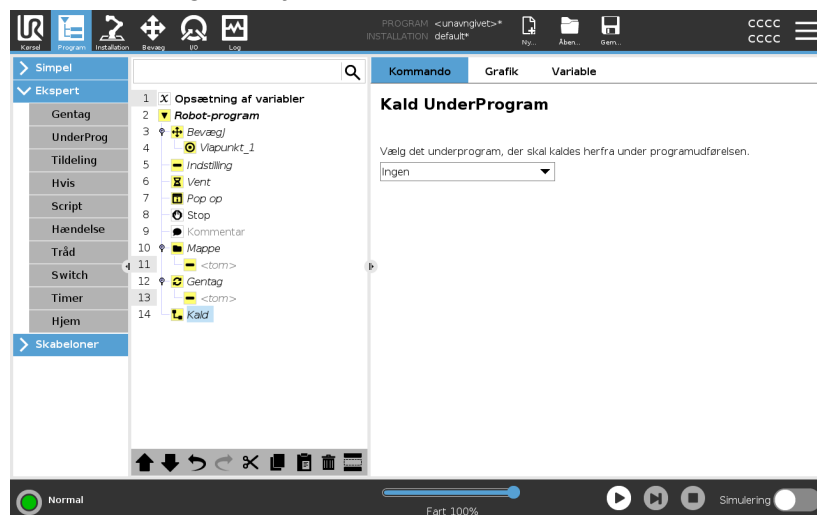 UR
PROGRAM <unavngivet>*
INSTALLATION default*
CCCC
CCCC
Kørsel Program Installation Bevæg I/O Log
Ny... Åben... Gem...
Simpel
Ekspert
Gentag
UnderProg
Tildeling
Hvis
Script
Hændelse
Tråd
Switch
Timer
Hjem
Skabeloner
1 X Opsætning af variabler
2 Robot-program
3 BevægJ
4 Viapunkt_1
5 Indstilling
6 Vent
7 Pop op
8 Stop
9 Kommentar
10 Mappe
11 <tom>
12 Gentag
13 <tom>
14 Kald
Kommando Grafik Variable
Kald UnderProgram
Vælg det underprogram, der skal kaldes herfra under programudførelsen.
Ingen
Normal
Fart 100%
Simulering